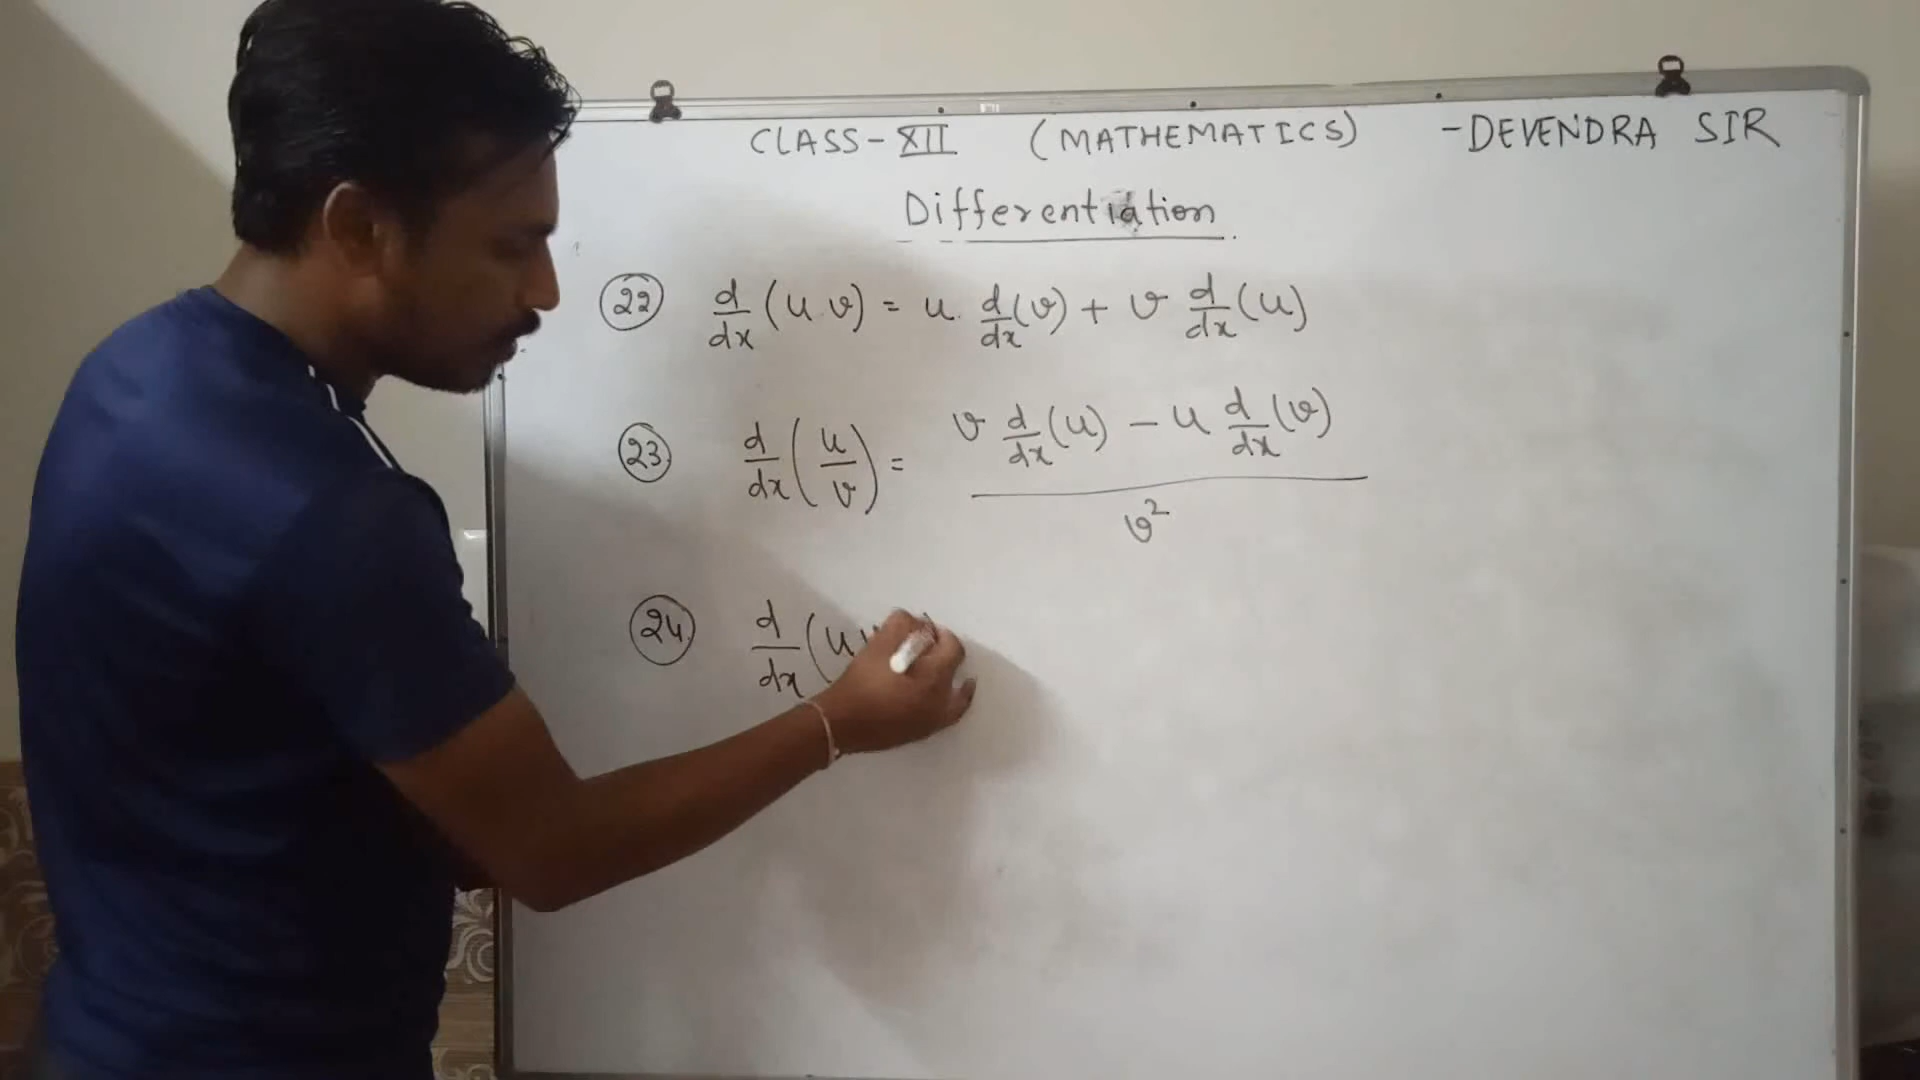 CLASS-XII (MATHEMATICS) -DEVENDRA SIR
Differentiation
22 d/dx (u.v) = u. d/dx (v) + v d/dx (u)
23. d/dx (u/v) = (v d/dx (u) - u d/dx (v)) / v²
24. d/dx (u